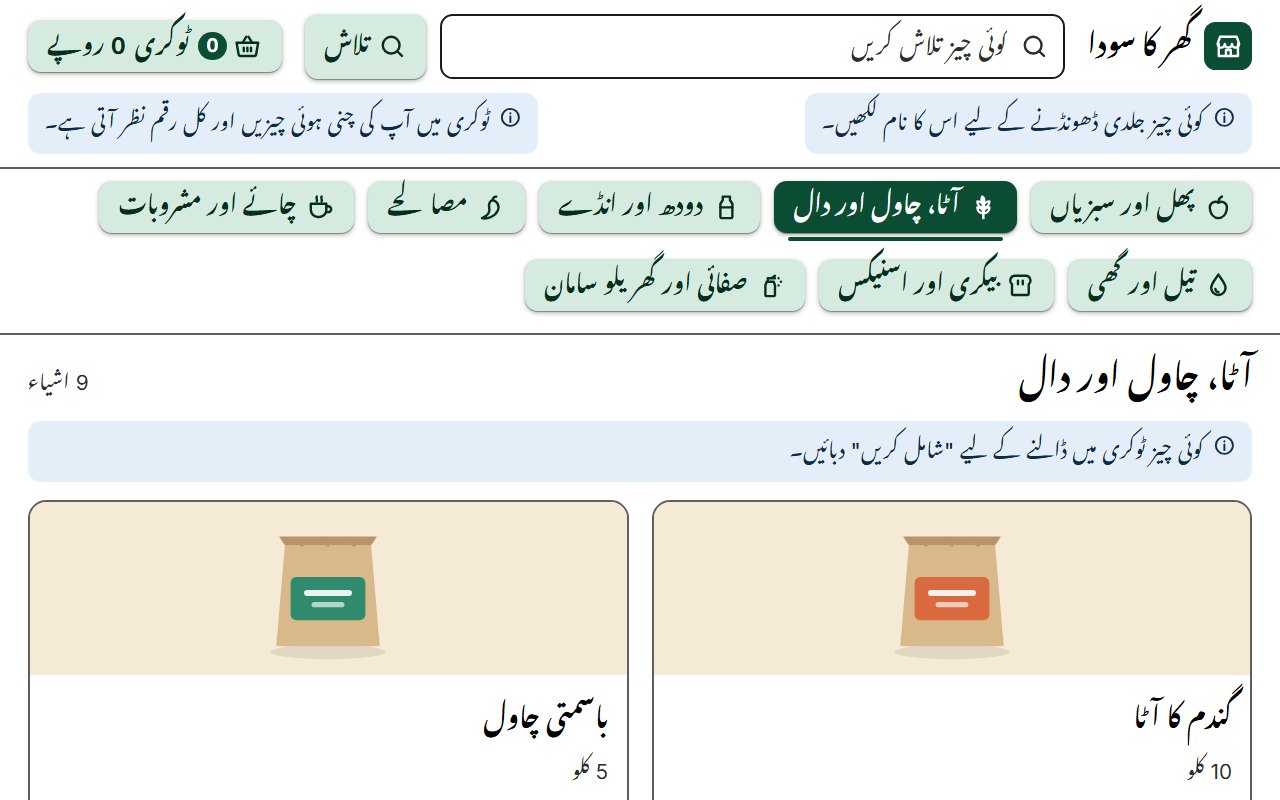 گھر کا سودا
کوئی چیز تلاش کریں
تلاش
0 ٹوکری 0 روپے
کوئی چیز جلدی ڈھونڈنے کے لیے اس کا نام لکھیں۔
ٹوکری میں آپ کی چنی ہوئی چیزیں اور کل رقم نظر آتی ہے۔
پھل اور سبزیاں
آٹا، چاول اور دال
دودھ اور انڈے
مصالحے
چائے اور مشروبات
تیل اور گھی
بیکری اور اسنیکس
صفائی اور گھریلو سامان
آٹا، چاول اور دال
9 اشیاء
کوئی چیز ٹوکری میں ڈالنے کے لیے "شامل کریں" دبائیں۔
گندم کا آٹا
10 کلو
باسمتی چاول
5 کلو